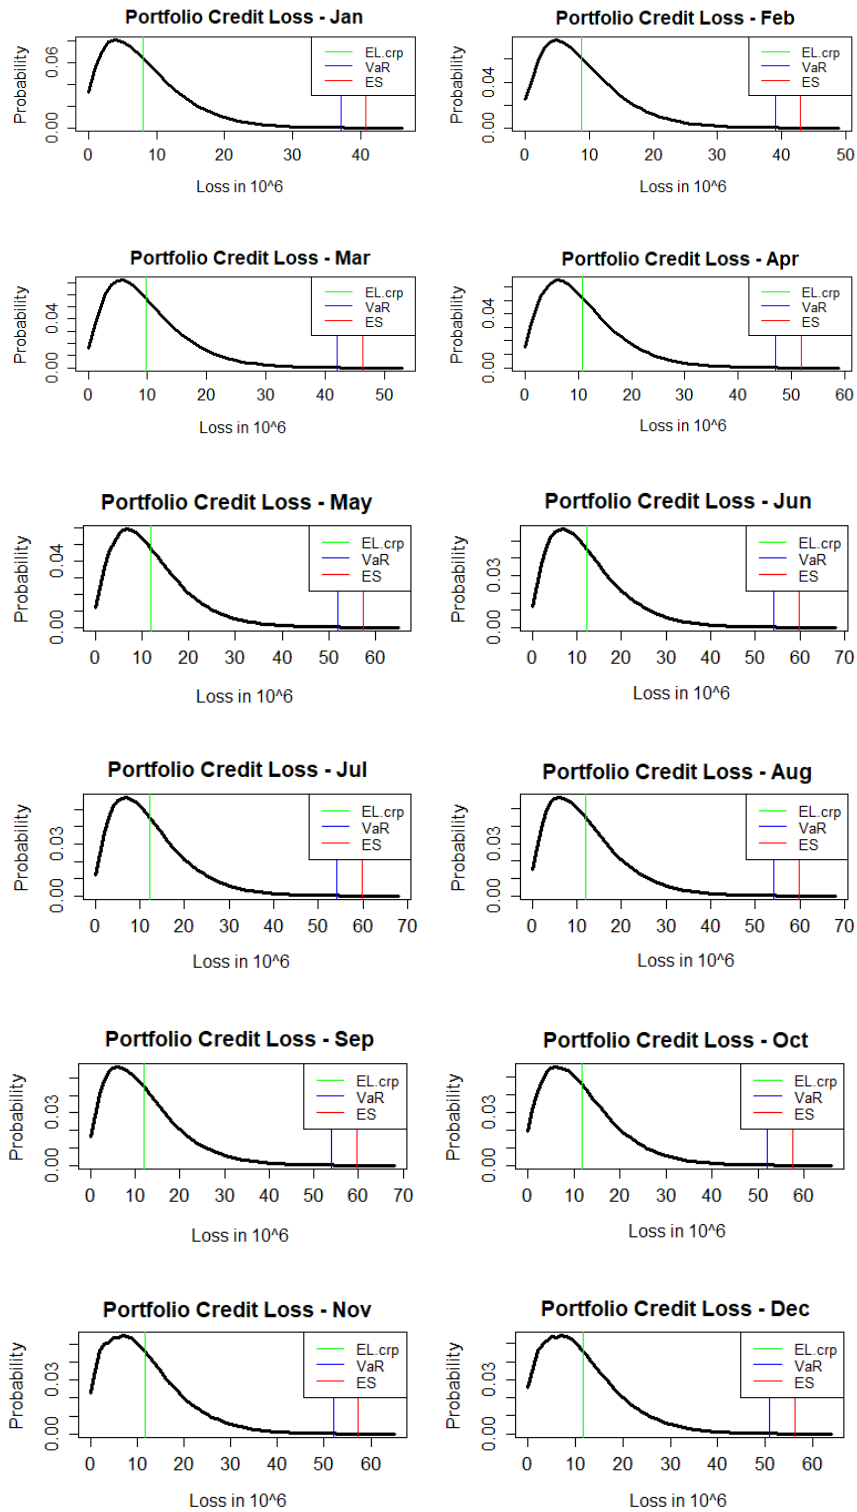 Portfolio Credit Loss - Jan
Probability
0.00 0.06
EL.crp
VaR
ES
0 10 20 30 40
Loss in 10^6
Portfolio Credit Loss - Feb
Probability
0.00 0.04
EL.crp
VaR
ES
0 10 20 30 40 50
Loss in 10^6
Portfolio Credit Loss - Mar
Probability
0.00 0.04
EL.crp
VaR
ES
0 10 20 30 40 50
Loss in 10^6
Portfolio Credit Loss - Apr
Probability
0.00 0.04
EL.crp
VaR
ES
0 10 20 30 40 50 60
Loss in 10^6
Portfolio Credit Loss - May
Probability
0.00 0.04
EL.crp
VaR
ES
0 10 20 30 40 50 60
Loss in 10^6
Portfolio Credit Loss - Jun
Probability
0.00 0.03
EL.crp
VaR
ES
0 10 20 30 40 50 60 70
Loss in 10^6
Portfolio Credit Loss - Jul
Probability
0.00 0.03
EL.crp
VaR
ES
0 10 20 30 40 50 60 70
Loss in 10^6
Portfolio Credit Loss - Aug
Probability
0.00 0.03
EL.crp
VaR
ES
0 10 20 30 40 50 60 70
Loss in 10^6
Portfolio Credit Loss - Sep
Probability
0.00 0.03
EL.crp
VaR
ES
0 10 20 30 40 50 60 70
Loss in 10^6
Portfolio Credit Loss - Oct
Probability
0.00 0.03
EL.crp
VaR
ES
0 10 20 30 40 50 60
Loss in 10^6
Portfolio Credit Loss - Nov
Probability
0.00 0.03
EL.crp
VaR
ES
0 10 20 30 40 50 60
Loss in 10^6
Portfolio Credit Loss - Dec
Probability
0.00 0.03
EL.crp
VaR
ES
0 10 20 30 40 50 60
Loss in 10^6